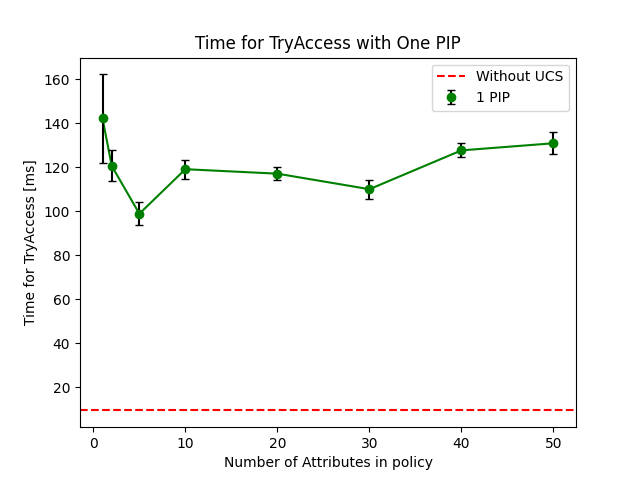 Time for TryAccess with One PIP
Without UCS
1 PIP
Time for TryAccess [ms]
160
140
120
100
80
60
40
20
0 10 20 30 40 50
Number of Attributes in policy